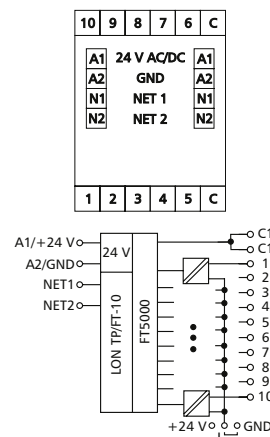 10 9 8 7 6 C
A1 24 V AC/DC A1
A2 GND A2
N1 NET 1 N1
N2 NET 2 N2
1 2 3 4 5 C
A1/+24 V
A2/GND
NET1
NET2
24 V
LON TP/FT-10
FT5000
C1
C1
1
2
3
4
5
6
7
8
9
10
+24 V GND